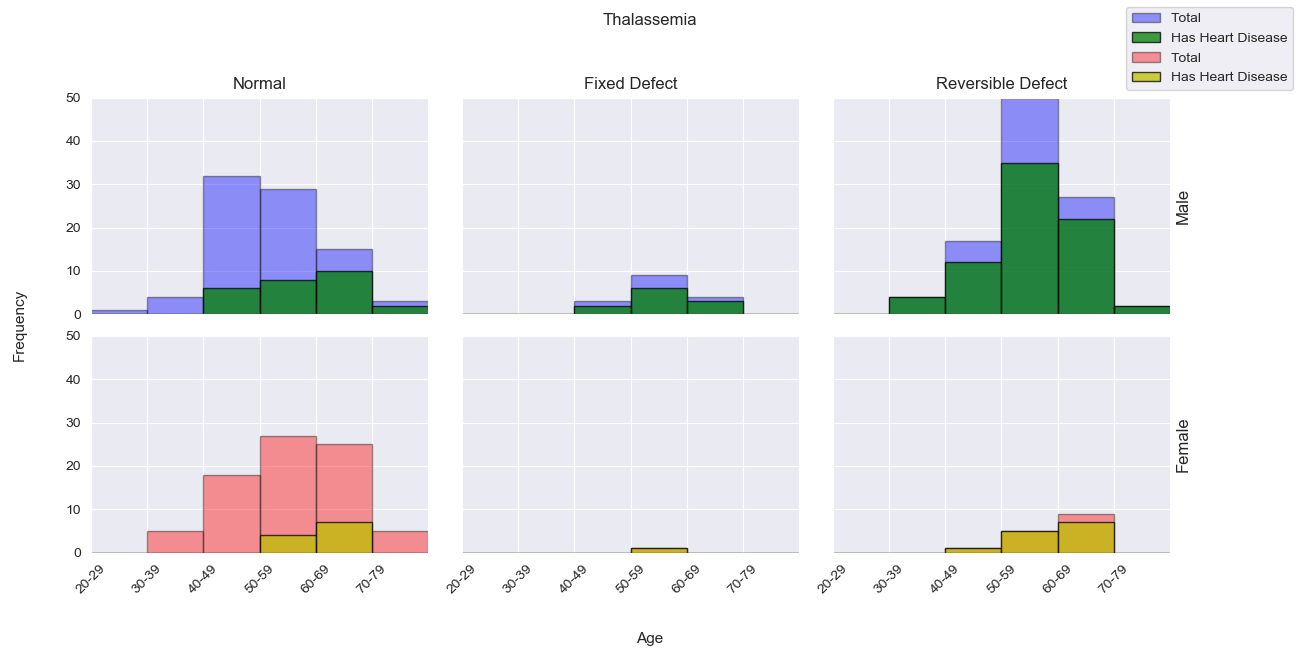 Thalassemia
Total
Has Heart Disease
Total
Has Heart Disease
Normal
Fixed Defect
Reversible Defect
50
40
30
20
10
0
Male
50
40
30
20
10
0
Female
Frequency
20-29
30-39
40-49
50-59
60-69
70-79
20-29
30-39
40-49
50-59
60-69
70-79
20-29
30-39
40-49
50-59
60-69
70-79
Age